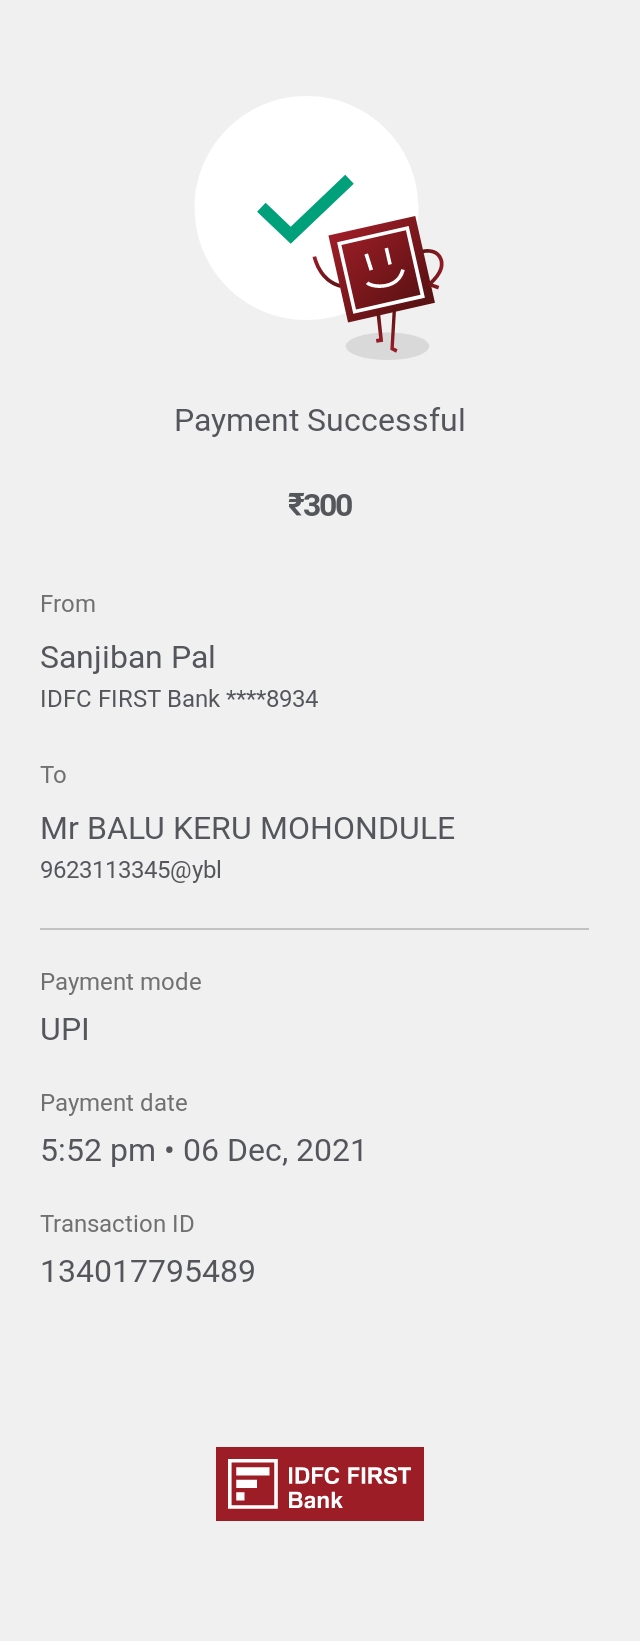 Payment Successful
₹300
From
Sanjiban Pal
IDFC FIRST Bank ****8934
To
Mr BALU KERU MOHONDULE
9623113345@ybl
Payment mode
UPI
Payment date
5:52 pm • 06 Dec, 2021
Transaction ID
134017795489
IDFC FIRST
Bank